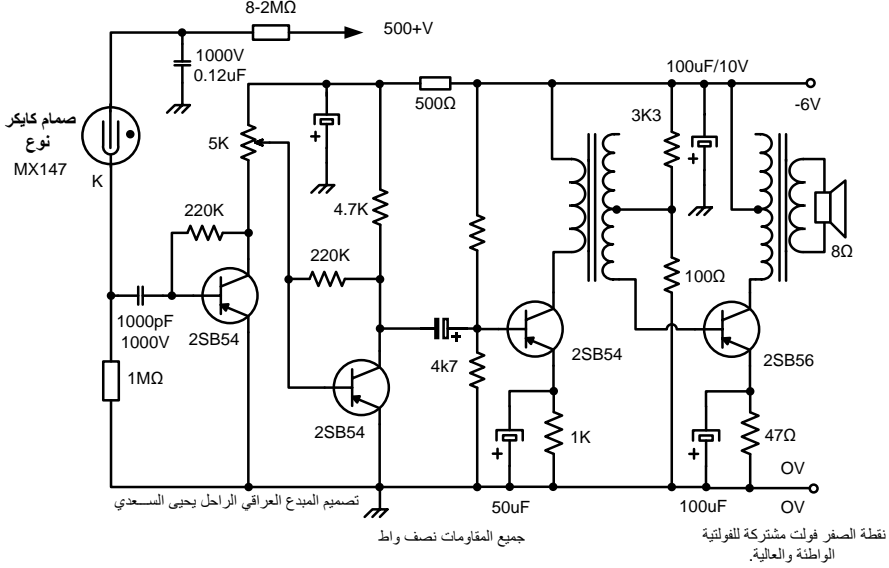 8-2MΩ
500+V
1000V
0.12uF
100uF/10V
500Ω
-6V
صمام كايكر
نوع
MX147
K
5K
3K3
220K
4.7K
220K
8Ω
100Ω
1000pF
1000V
2SB54
4k7
2SB54
2SB56
1MΩ
2SB54
1K
47Ω
OV
تصميم المبدع العراقي الراحل يحيى الســعدي
50uF
100uF
OV
جميع المقاومات نصف واط
نقطة الصفر فولت مشتركة للفولتية
الواطئة والعالية.